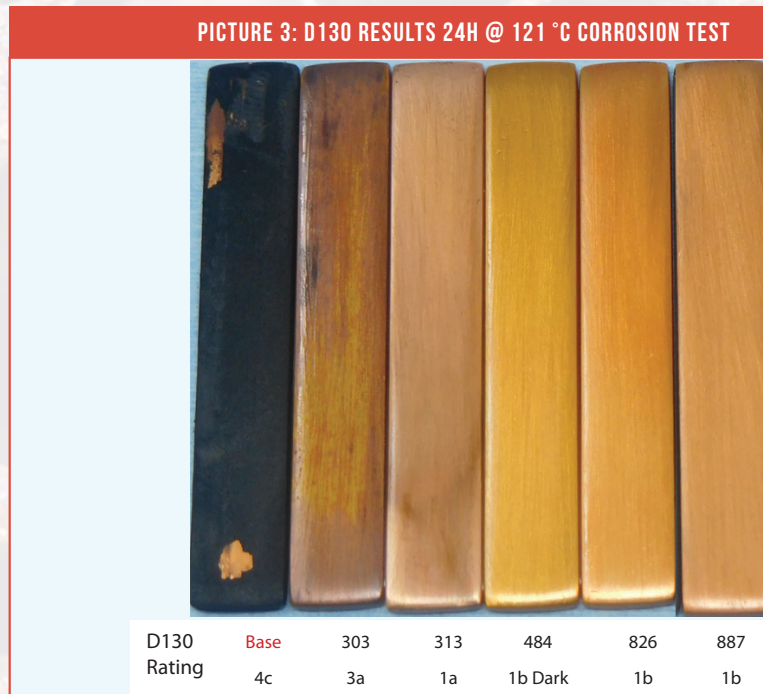 PICTURE 3: D130 RESULTS 24H @ 121 °C CORROSION TEST
D130 Base 303 313 484 826 887
Rating 4c 3a 1a 1b Dark 1b 1b